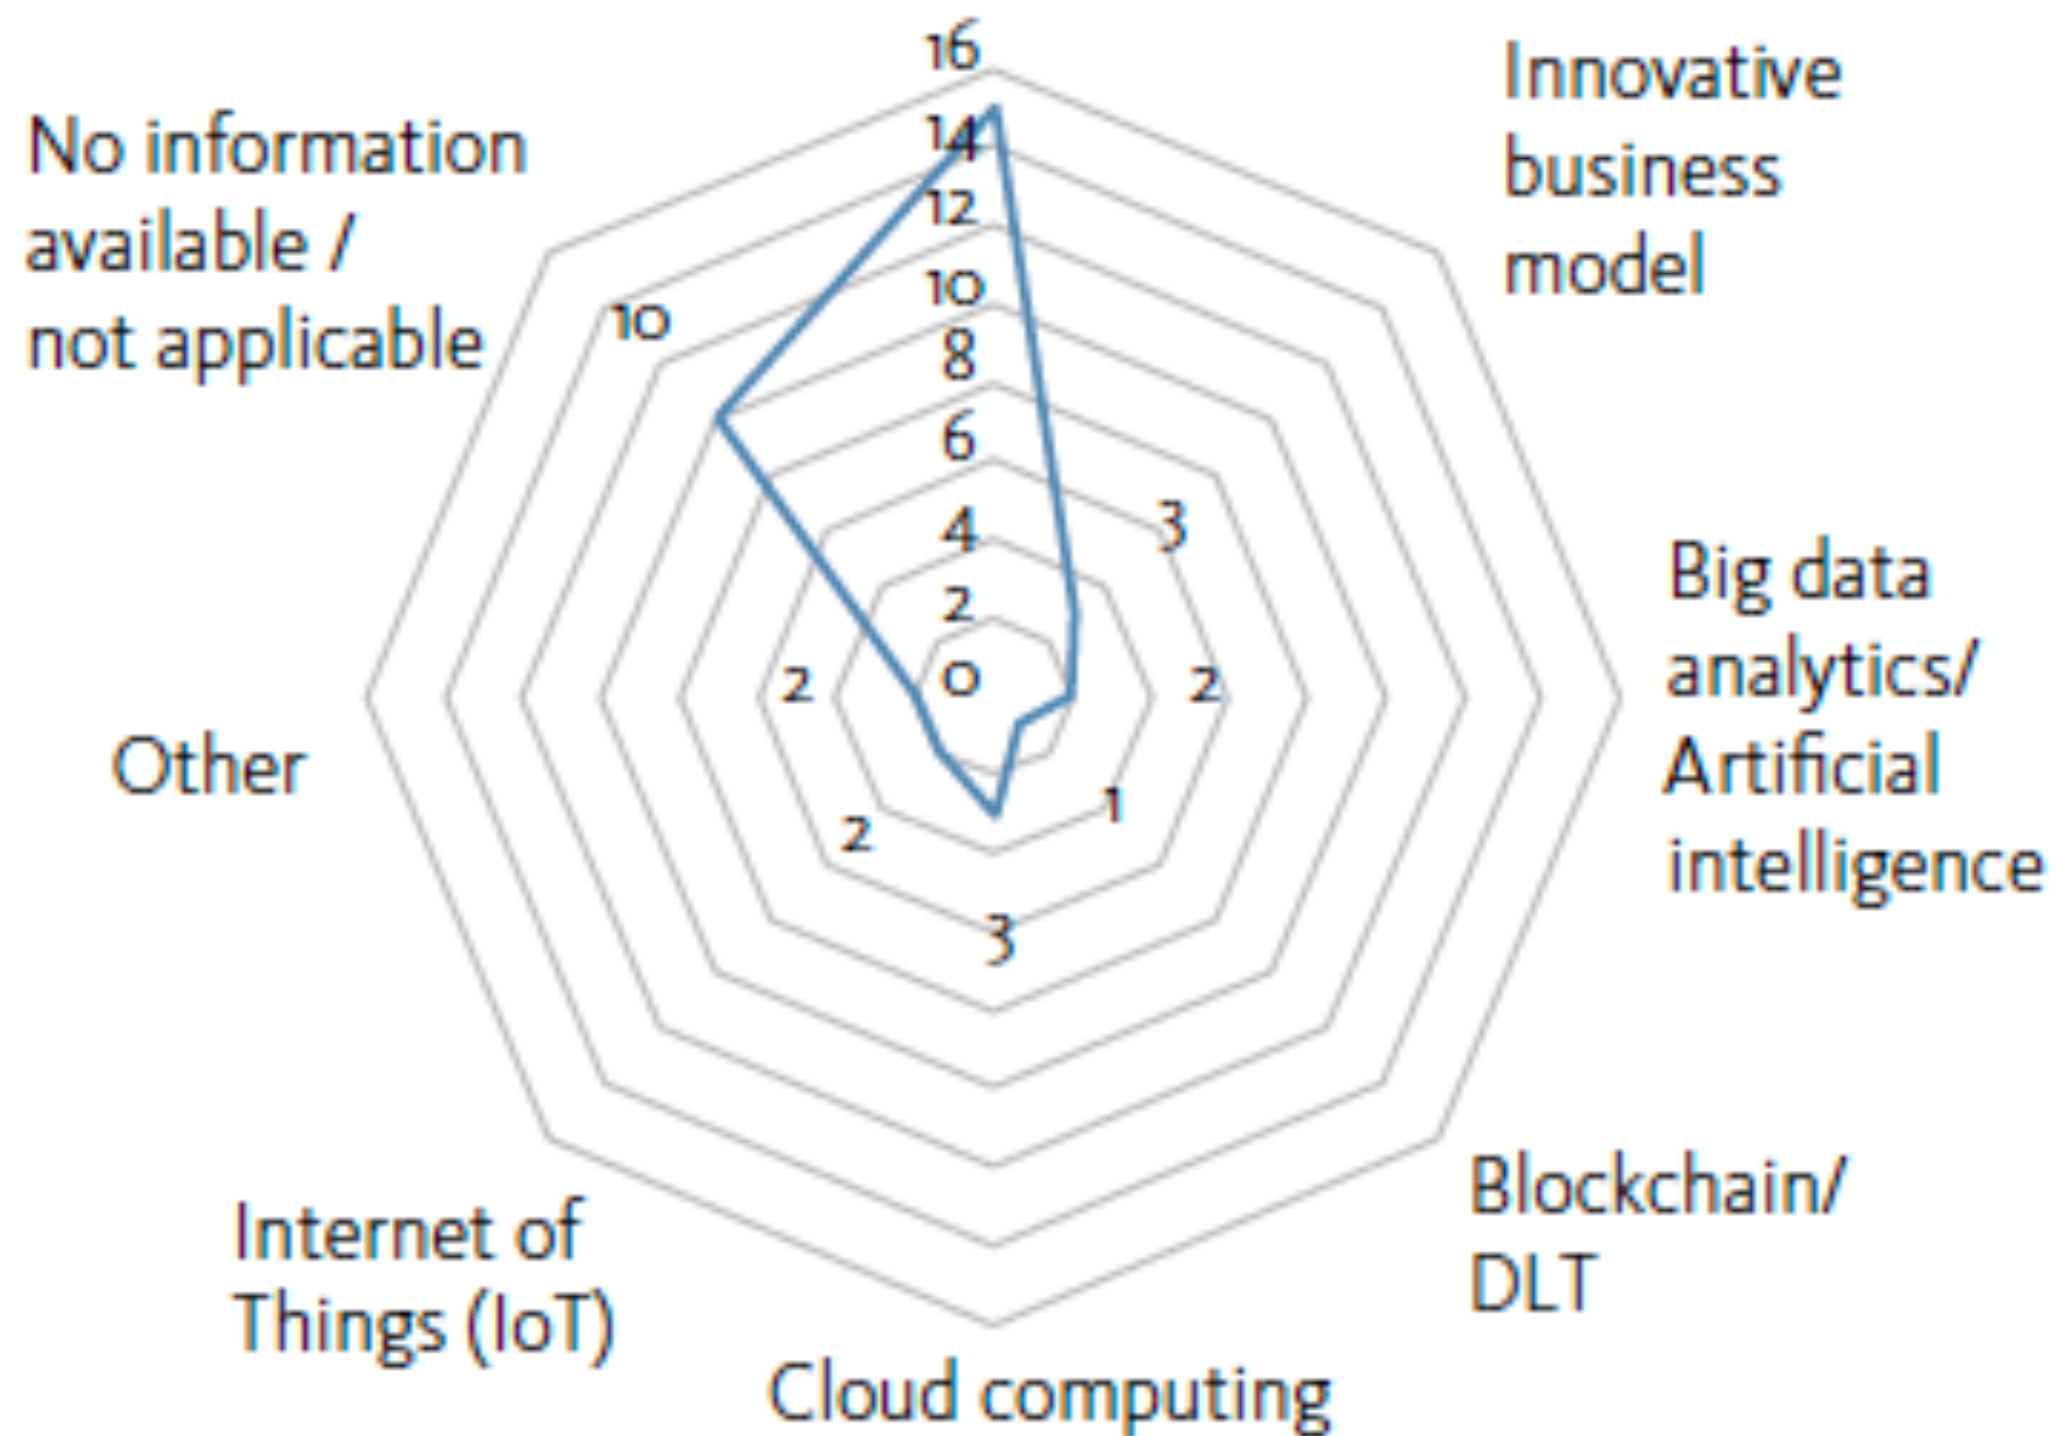 16
14
12
10
8
6
4
2
0
Innovative
business
model
3
Big data
analytics/
Artificial
intelligence
2
Blockchain/
DLT
1
Cloud computing
3
Internet of
Things (IoT)
2
Other
2
No information
available /
not applicable
10